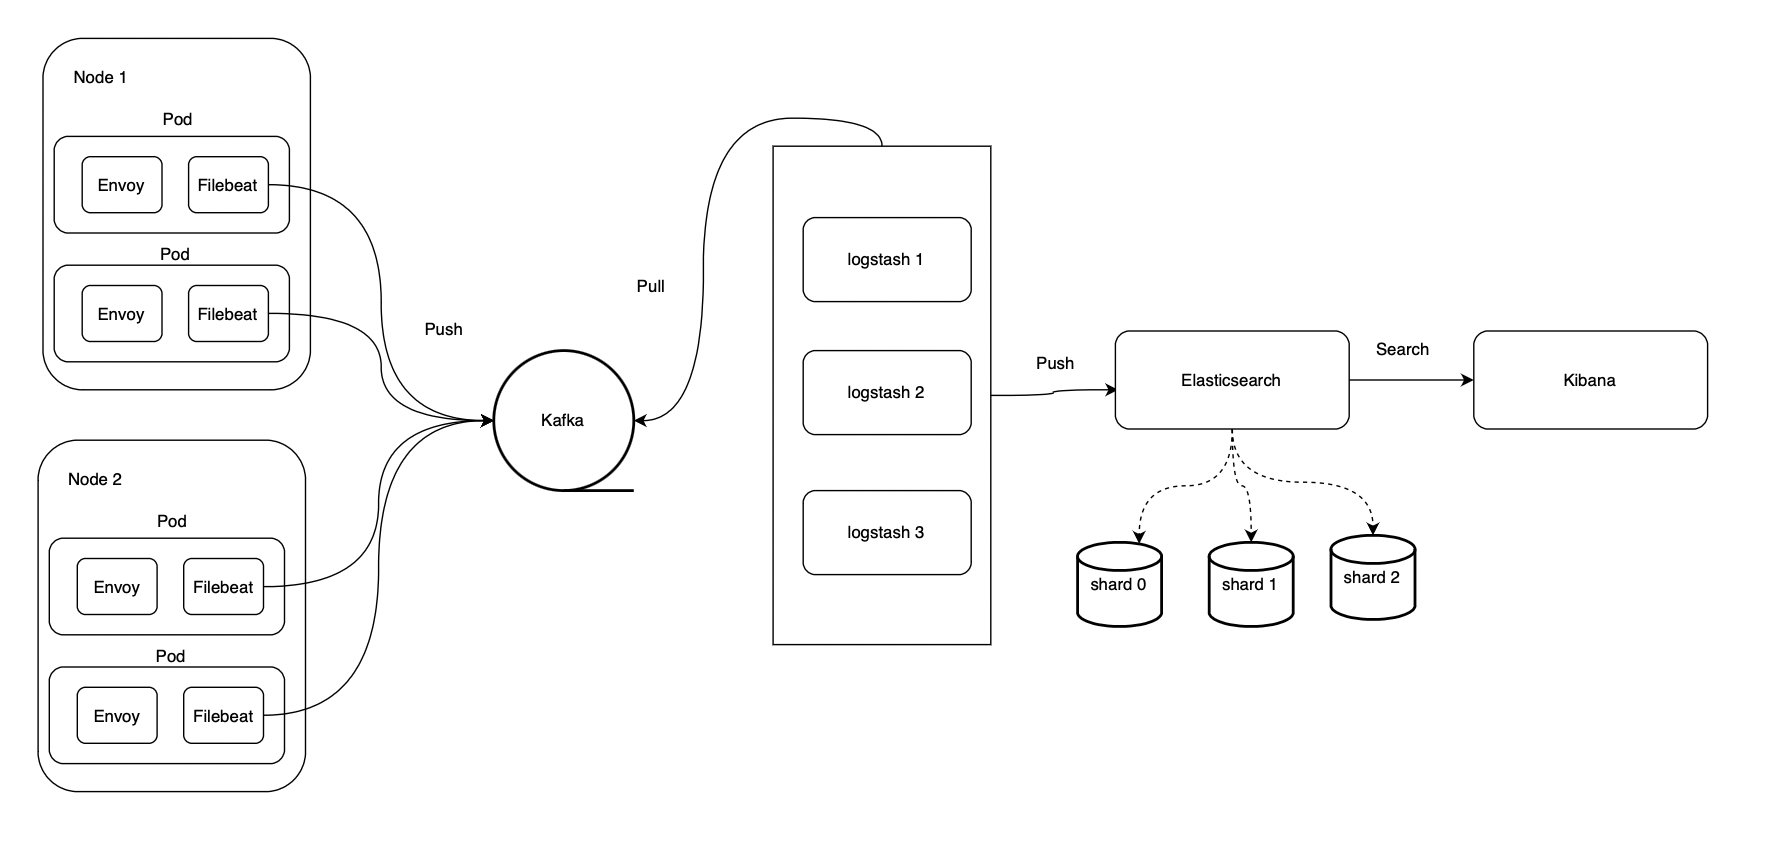 Node 1
Pod
Envoy
Filebeat
Pod
Envoy
Filebeat
Node 2
Pod
Envoy
Filebeat
Pod
Envoy
Filebeat
Push
Kafka
Pull
logstash 1
logstash 2
logstash 3
Push
Elasticsearch
Search
Kibana
shard 0
shard 1
shard 2